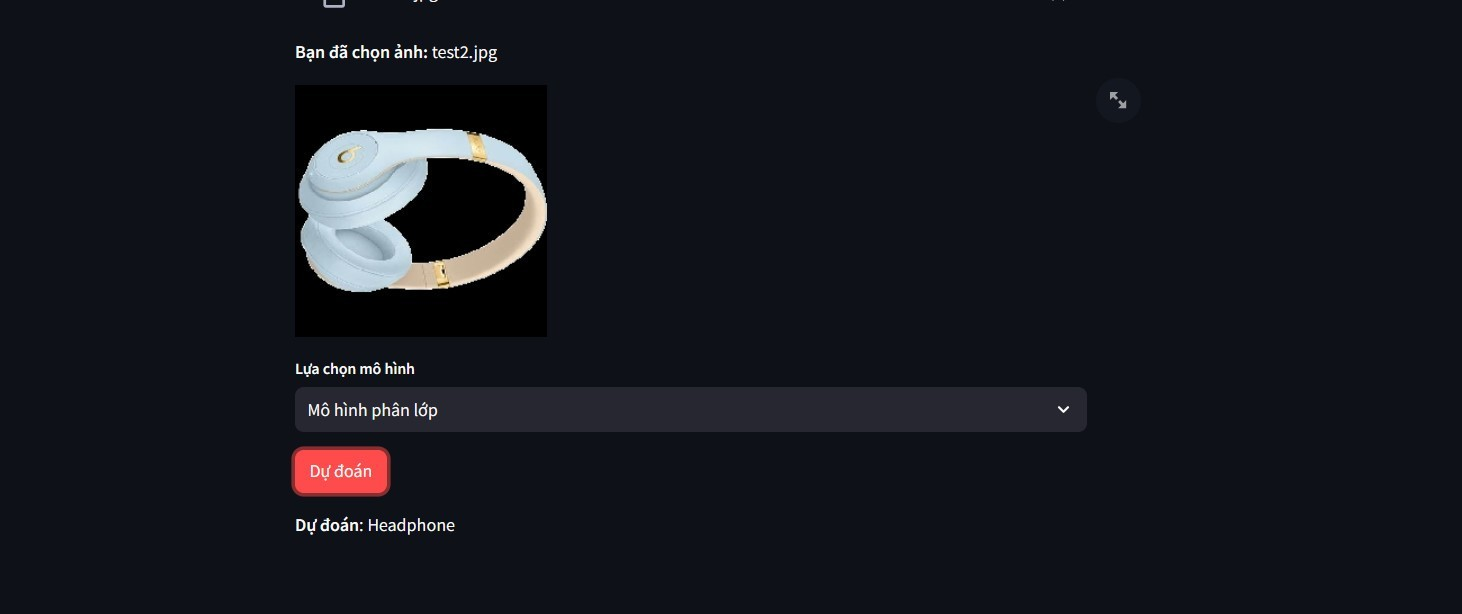 Bạn đã chọn ảnh: test2.jpg
Lựa chọn mô hình
Mô hình phân lớp
Dự đoán
Dự đoán: Headphone